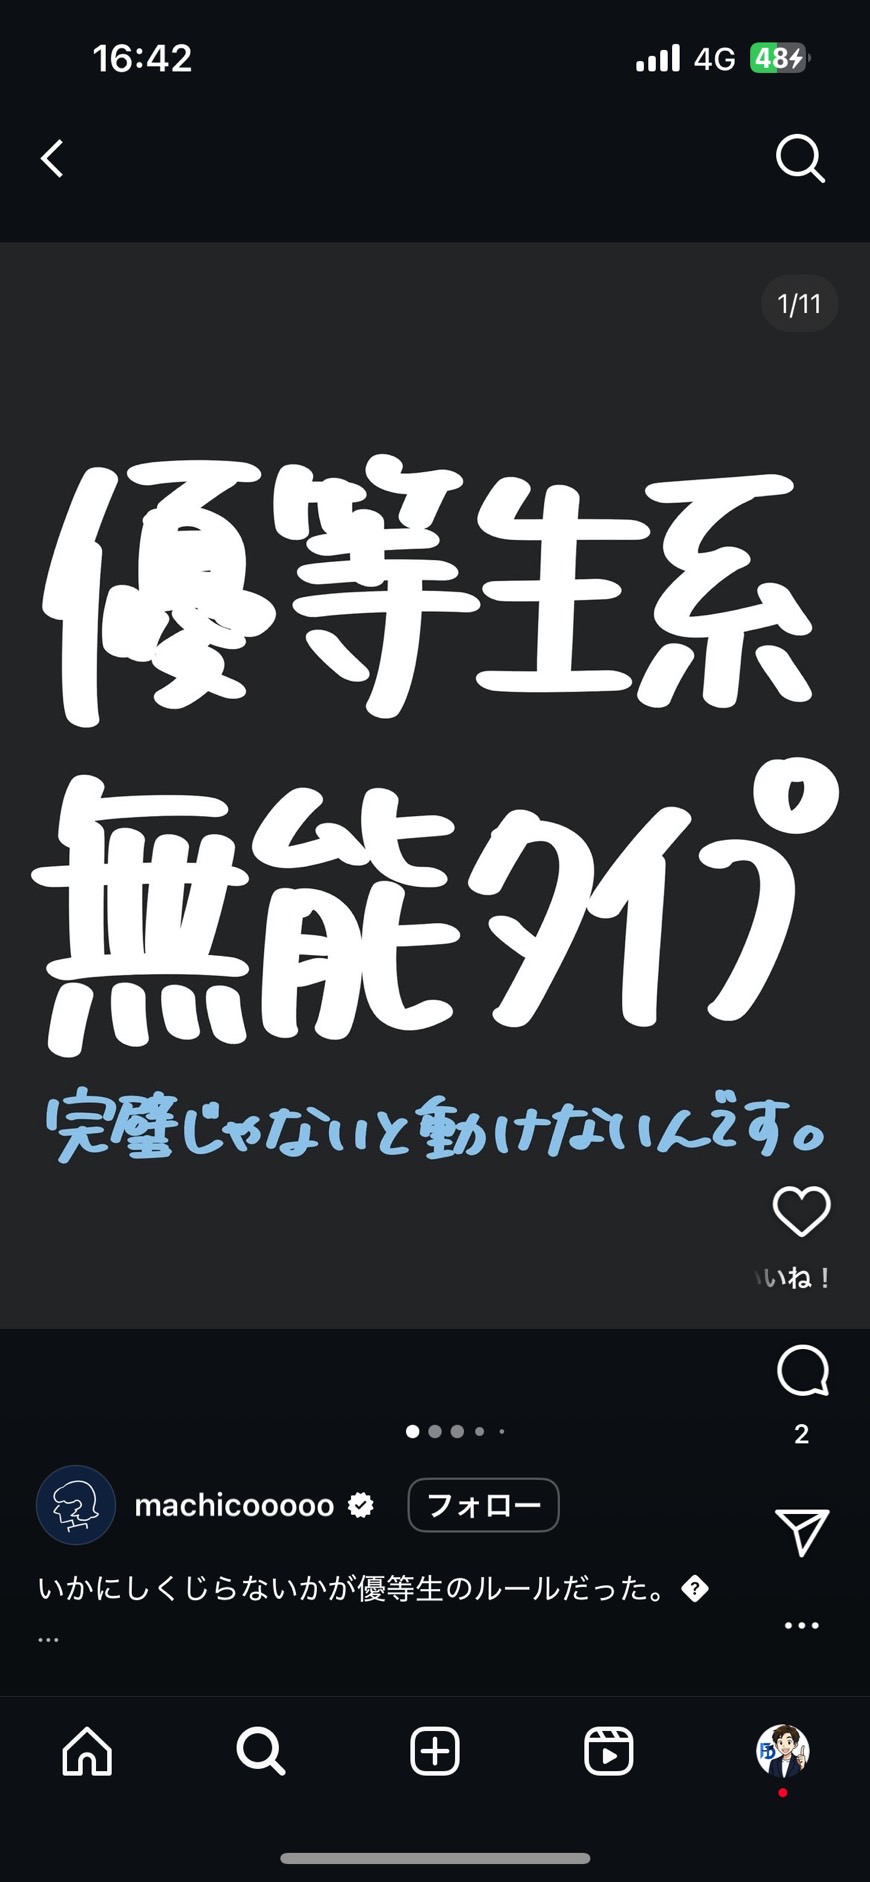 16:42
4G 48
1/11
優等生系
無能タイプ
完璧じゃないと動けないんです。
いいね！
2
machicooooo フォロー
いかにしくじらないかが優等生のルールだった。
...